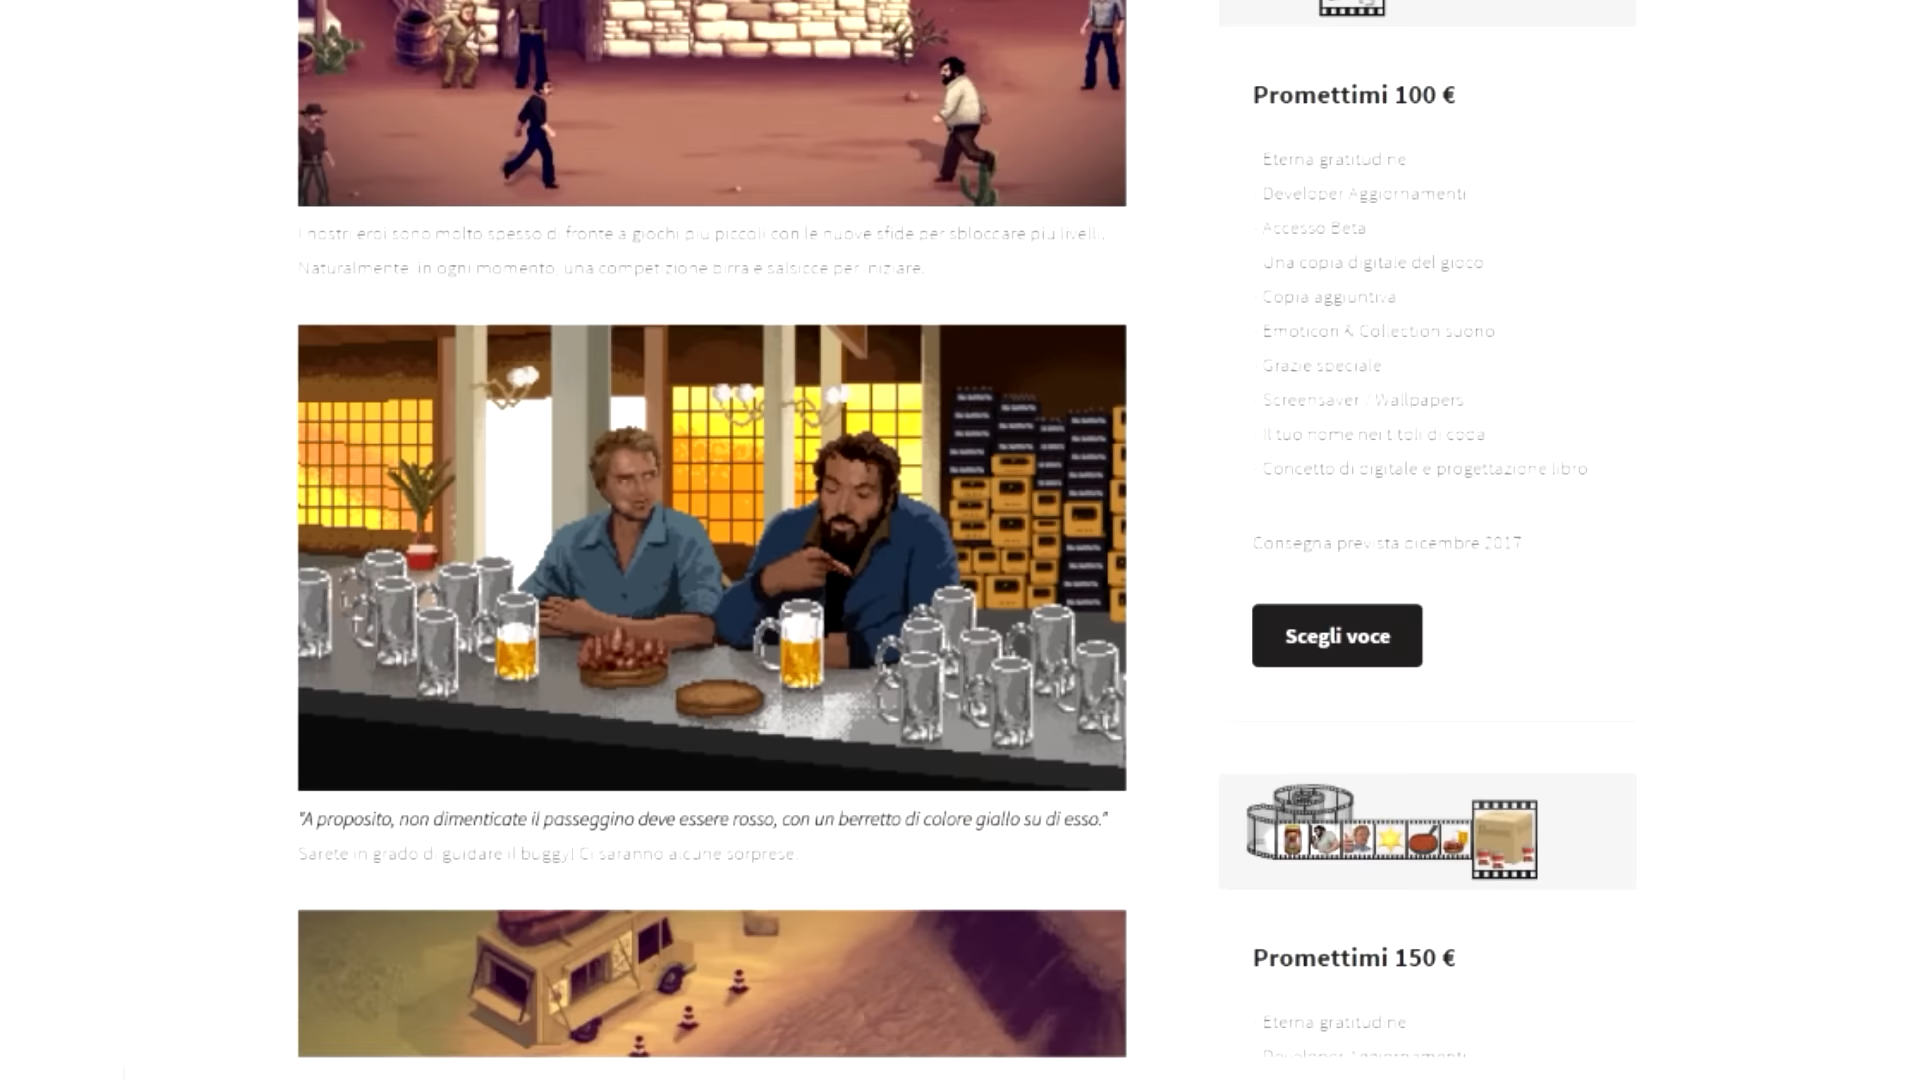 I nostri eroi sono molto spesso di fronte a giochi più piccoli con le nuove sfide per sbloccare più livelli.
Naturalmente, in ogni momento, una competizione birra e salsicce per iniziare.
"A proposito, non dimenticate il passeggino deve essere rosso, con un berretto di colore giallo su di esso."
Sarete in grado di guidare il buggy! Ci saranno alcune sorprese.
Promettimi 100 €
Eterna gratitudine
Developer Aggiornamenti
Accesso Beta
Una copia digitale del gioco
Copia aggiuntiva
Emoticon & Collection suono
Grazie speciale
Screensaver / Wallpapers
Il tuo nome nei titoli di coda
Concetto di digitale e progettazione libro
Consegna prevista dicembre 2017
Scegli voce
Promettimi 150 €
Eterna gratitudine
Developer Aggiornamenti